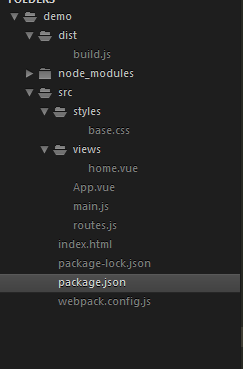 FOLDERS
demo
dist
build.js
node_modules
src
styles
base.css
views
home.vue
App.vue
main.js
routes.js
index.html
package-lock.json
package.json
webpack.config.js